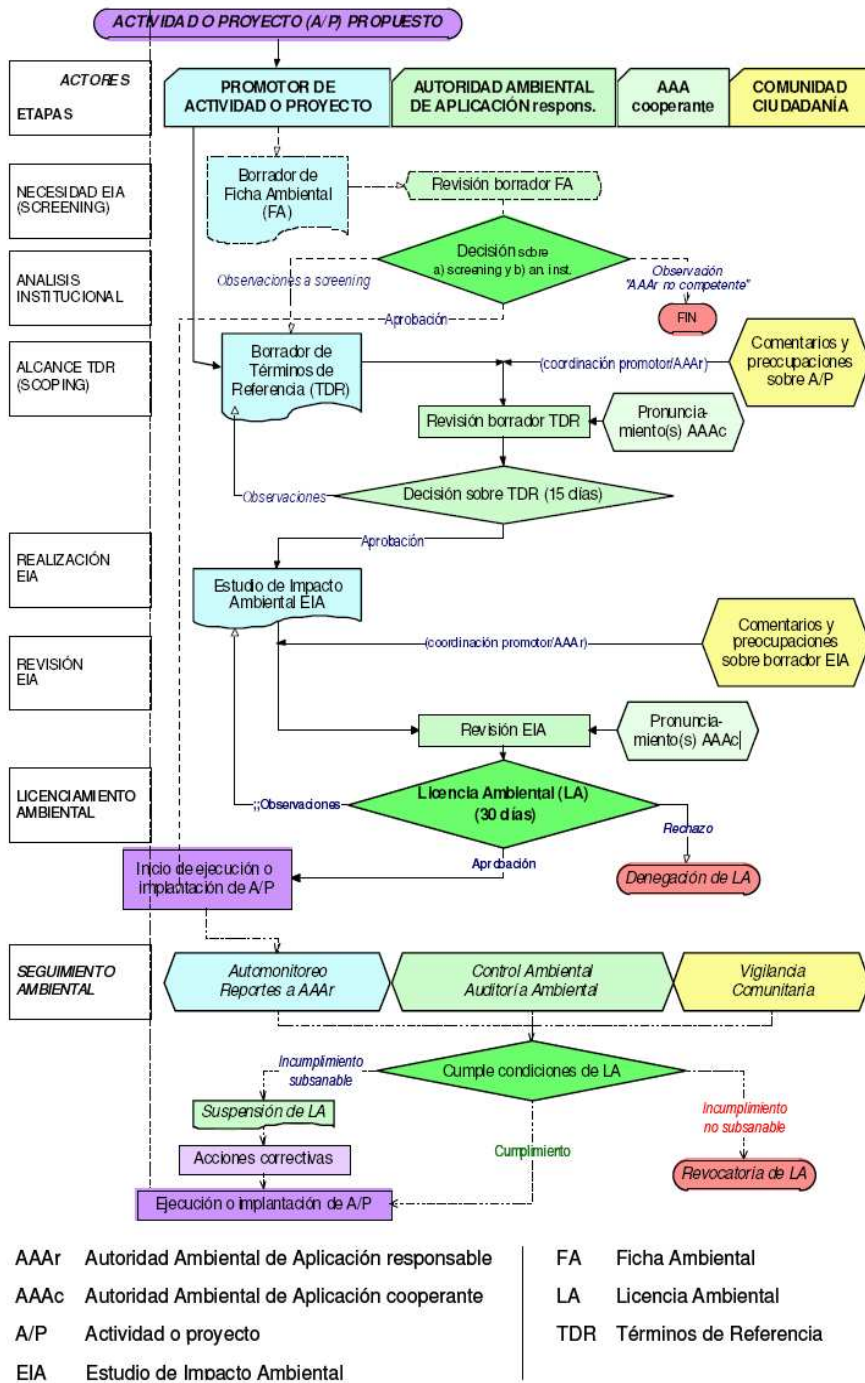 ACTIVIDAD O PROYECTO (A/P) PROPUESTO
ACTORES
ETAPAS
PROMOTOR DE
ACTIVIDAD O PROYECTO
AUTORIDAD AMBIENTAL
DE APLICACIÓN respons.
AAA
cooperante
COMUNIDAD
CIUDADANÍA
NECESIDAD EIA
(SCREENING)
Borrador de
Ficha Ambiental
(FA)
Revisión borrador FA
ANALISIS
INSTITUCIONAL
Decisión sobre
a) screening y b) an. inst.
Observaciones a screening
Observación
"AAAr no competente"
FIN
Aprobación
ALCANCE TDR
(SCOPING)
Borrador de
Términos de
Referencia (TDR)
(coordinación promotor/AAAr)
Comentarios y
preocupaciones
sobre A/P
Revisión borrador TDR
Pronuncia-
miento(s) AAAc
Observaciones
Decisión sobre TDR (15 días)
Aprobación
REALIZACIÓN
EIA
Estudio de Impacto
Ambiental EIA
REVISIÓN
EIA
(coordinación promotor/AAAr)
Comentarios y
preocupaciones
sobre borrador EIA
Revisión EIA
Pronuncia-
miento(s) AAAc|
LICENCIAMIENTO
AMBIENTAL
;;Observaciones
Licencia Ambiental (LA)
(30 días)
Rechazo
Aprobación
Inicio de ejecución o
implantación de A/P
Denegación de LA
SEGUIMIENTO
AMBIENTAL
Automonitoreo
Reportes a AAAr
Control Ambiental
Auditoría Ambiental
Vigilancia
Comunitaria
Incumplimiento
subsanable
Cumple condiciones de LA
Suspensión de LA
Incumplimiento
no subsanable
Acciones correctivas
Cumplimiento
Revocatoria de LA
Ejecución o implantación de A/P
AAAr Autoridad Ambiental de Aplicación responsable
AAAc Autoridad Ambiental de Aplicación cooperante
A/P Actividad o proyecto
EIA Estudio de Impacto Ambiental
FA Ficha Ambiental
LA Licencia Ambiental
TDR Términos de Referencia